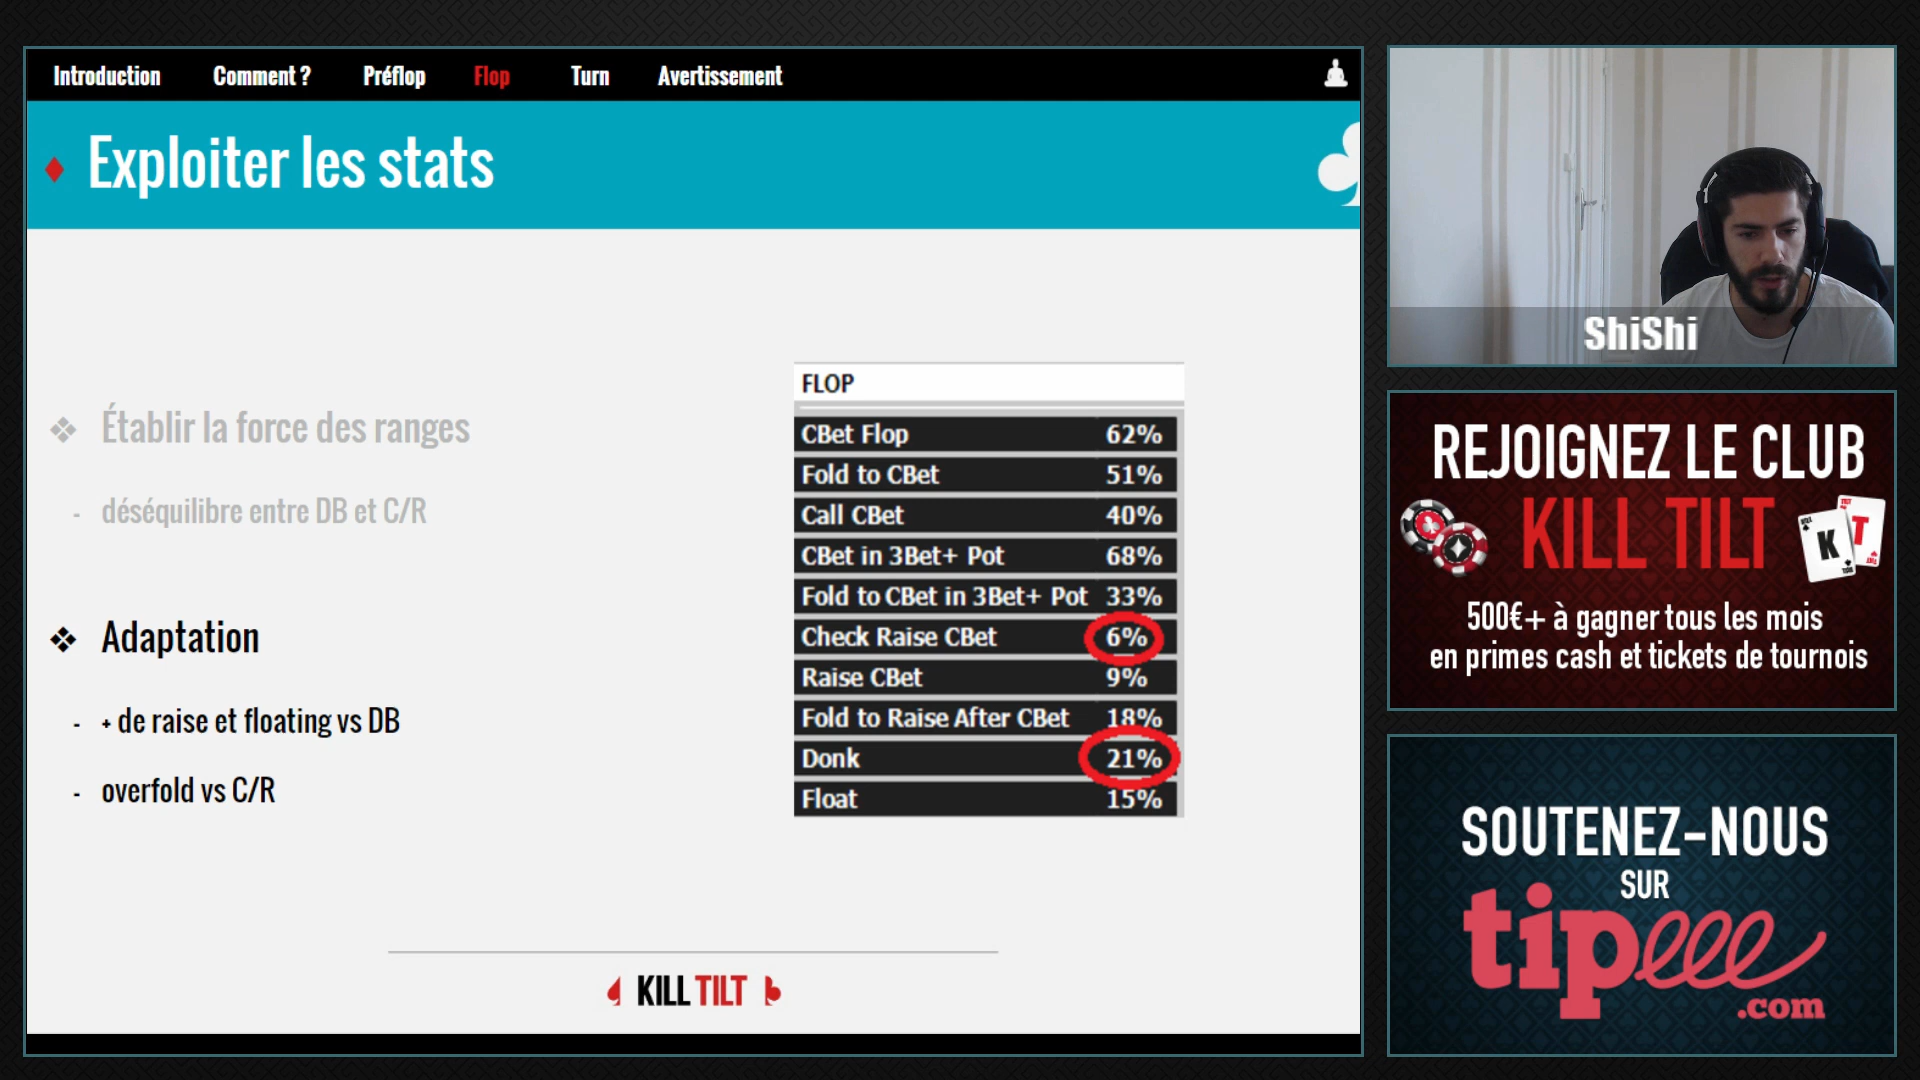 Introduction Comment ? Préflop Flop Turn Avertissement
Exploiter les stats
Établir la force des ranges
- déséquilibre entre DB et C/R
Adaptation
- + de raise et floating vs DB
- overfold vs C/R
FLOP
CBet Flop 62%
Fold to CBet 51%
Call CBet 40%
CBet in 3Bet+ Pot 68%
Fold to CBet in 3Bet+ Pot 33%
Check Raise CBet 6%
Raise CBet 9%
Fold to Raise After CBet 18%
Donk 21%
Float 15%
KILL TILT
ShiShi
REJOIGNEZ LE CLUB
KILL TILT
K T
500€+ à gagner tous les mois
en primes cash et tickets de tournois
SOUTENEZ-NOUS
SUR
tipeee
.com